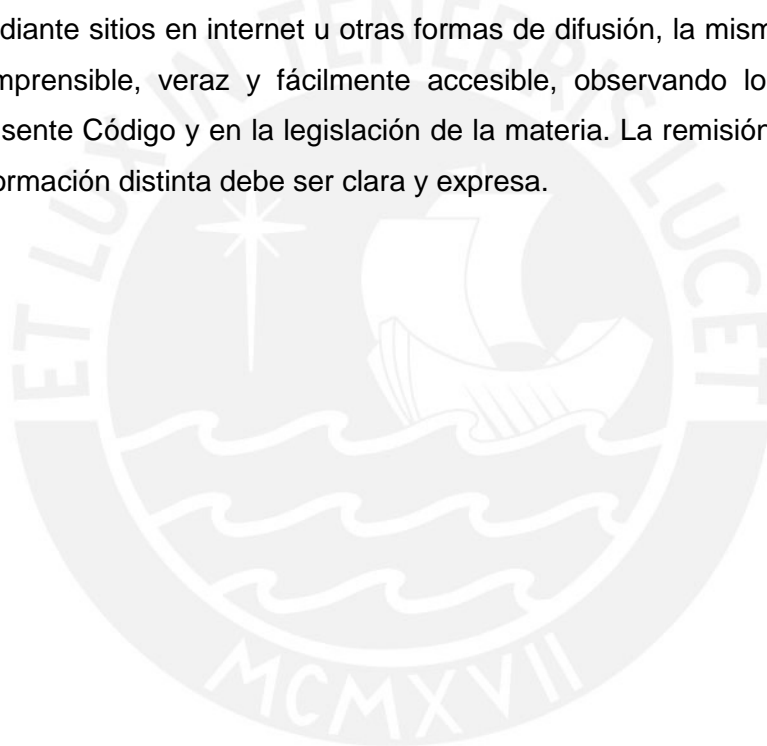 diante sitios en internet u otras formas de difusión, la mism
mprensible, veraz y fácilmente accesible, observando lo
sente Código y en la legislación de la materia. La remisión
ormación distinta debe ser clara y expresa.
ET LUX IN TENEBRIS LUCET
MCMXVII